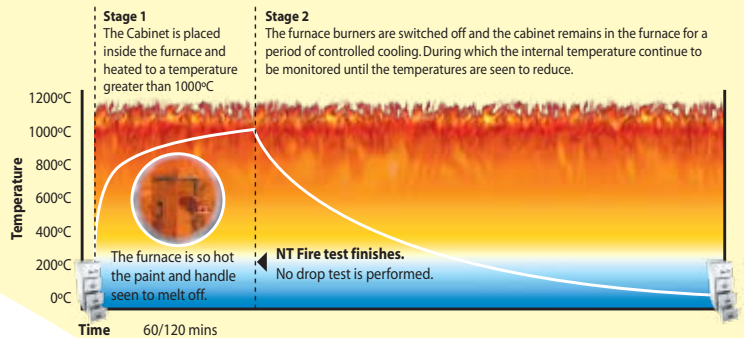 Stage 1
The Cabinet is placed
inside the furnace and
heated to a temperature
greater than 1000ºC
Stage 2
The furnace burners are switched off and the cabinet remains in the furnace for a
period of controlled cooling. During which the internal temperature continue to
be monitored until the temperatures are seen to reduce.
1200ºC
1000ºC
800ºC
600ºC
400ºC
200ºC
0ºC
Temperature
The furnace is so hot
the paint and handle
seen to melt off.
NT Fire test finishes.
No drop test is performed.
Time 60/120 mins